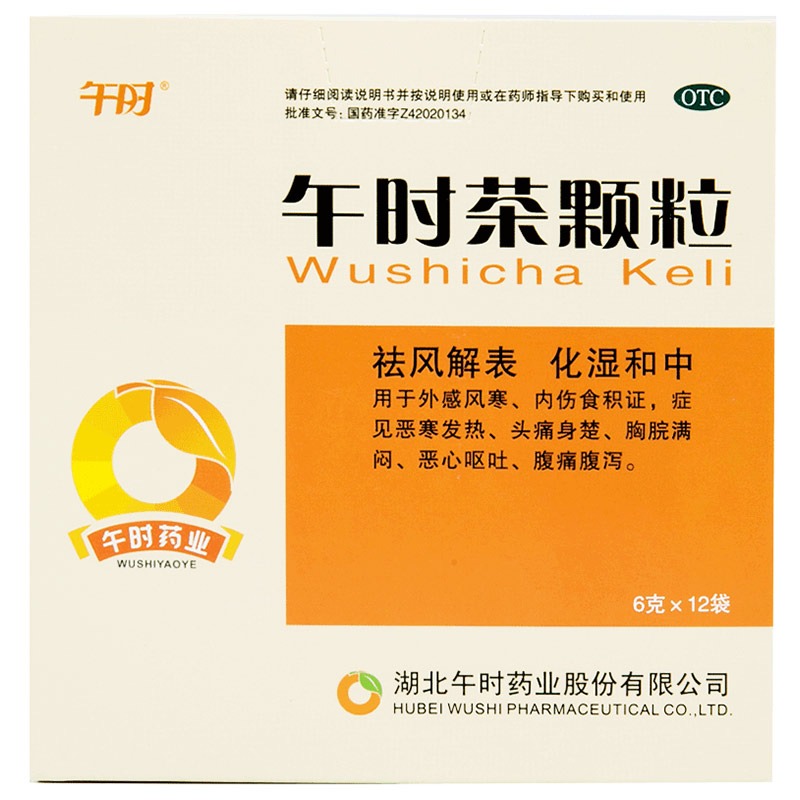 午时®
请仔细阅读说明书并按说明使用或在药师指导下购买和使用
批准文号：国药准字Z42020134
OTC
午时茶颗粒
Wushicha Keli
祛风解表 化湿和中
用于外感风寒、内伤食积证，症
见恶寒发热、头痛身楚、胸脘满
闷、恶心呕吐、腹痛腹泻。
午时药业
WUSHIYAOYE
6克×12袋
湖北午时药业股份有限公司
HUBEI WUSHI PHARMACEUTICAL CO.,LTD.